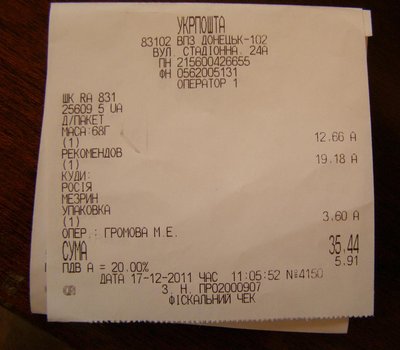 УКРПОШТА
83102 ВПЗ ДОНЕЦЬК-102
ВУЛ. СТАДІОННА, 24А
ПН 215600426655
ФН 0562005131
ОПЕРАТОР 1
ШК RA 831
25609 5 UA
Д/ПАКЕТ
МАСА:68Г
(1) 12.66 А
РЕКОМЕНДОВ
(1) 19.18 А
КУДИ:
РОСІЯ
МЕЗРИН
УПАКОВКА
(1) 3.60 А
ОПЕР.: ГРОМОВА М.Е.
СУМА 35,44
ПДВ А = 20.00% 5.91
ДАТА 17-12-2011 ЧАС 11:05:52 №4150
З. Н. ПР02000907
ФІСКАЛЬНИЙ ЧЕК